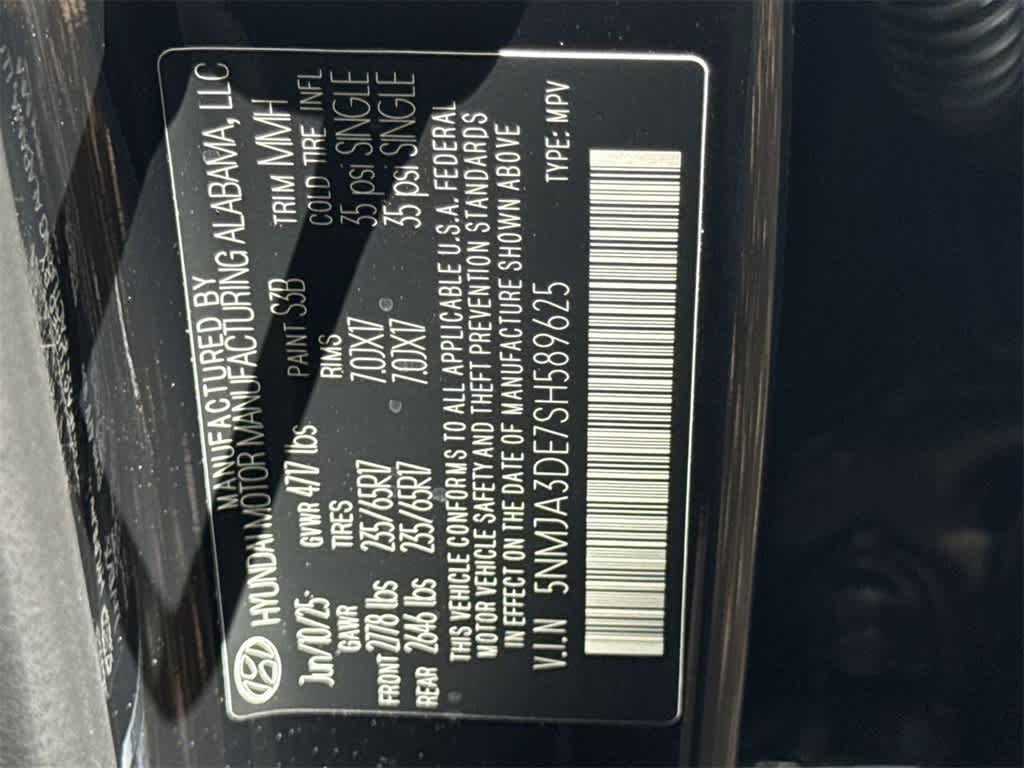 MANUFACTURED BY
HYUNDAI MOTOR MANUFACTURING ALABAMA, LLC
Jun/10/25 GVWR 4717 lbs PAINT S3B TRIM MMH
GAWR TIRES RIMS COLD TIRE INFL
FRONT 2778 lbs 235/65R17 7.0JX17 35 psi SINGLE
REAR 2646 lbs 235/65R17 7.0JX17 35 psi SINGLE
THIS VEHICLE CONFORMS TO ALL APPLICABLE U.S.A. FEDERAL
MOTOR VEHICLE SAFETY AND THEFT PREVENTION STANDARDS
IN EFFECT ON THE DATE OF MANUFACTURE SHOWN ABOVE
V.I.N 5NMJA3DE7SH589625 TYPE: MPV